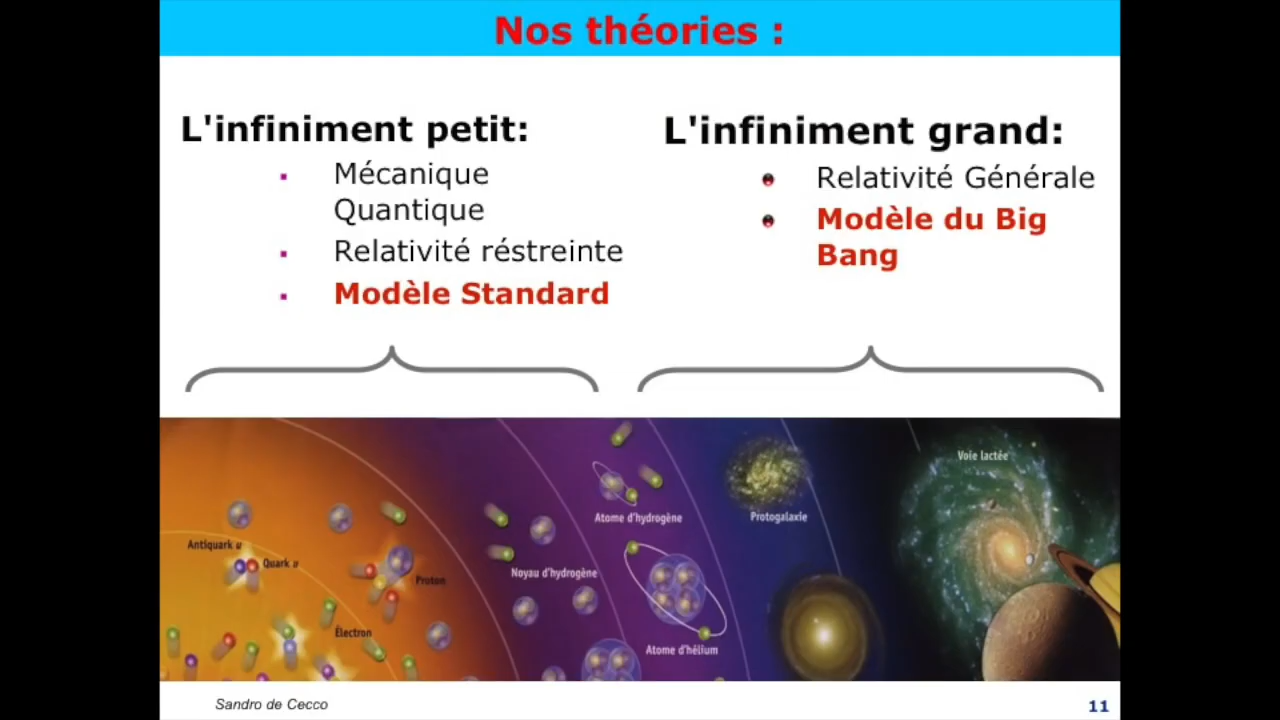 Nos théories :
L'infiniment petit:
Mécanique
Quantique
Relativité réstreinte
Modèle Standard
L'infiniment grand:
Relativité Générale
Modèle du Big
Bang
Antiquark u
Quark u
Proton
Électron
Noyau d'hydrogène
Atome d'hydrogène
Atome d'hélium
Protogalaxie
Voie lactée
Sandro de Cecco
11